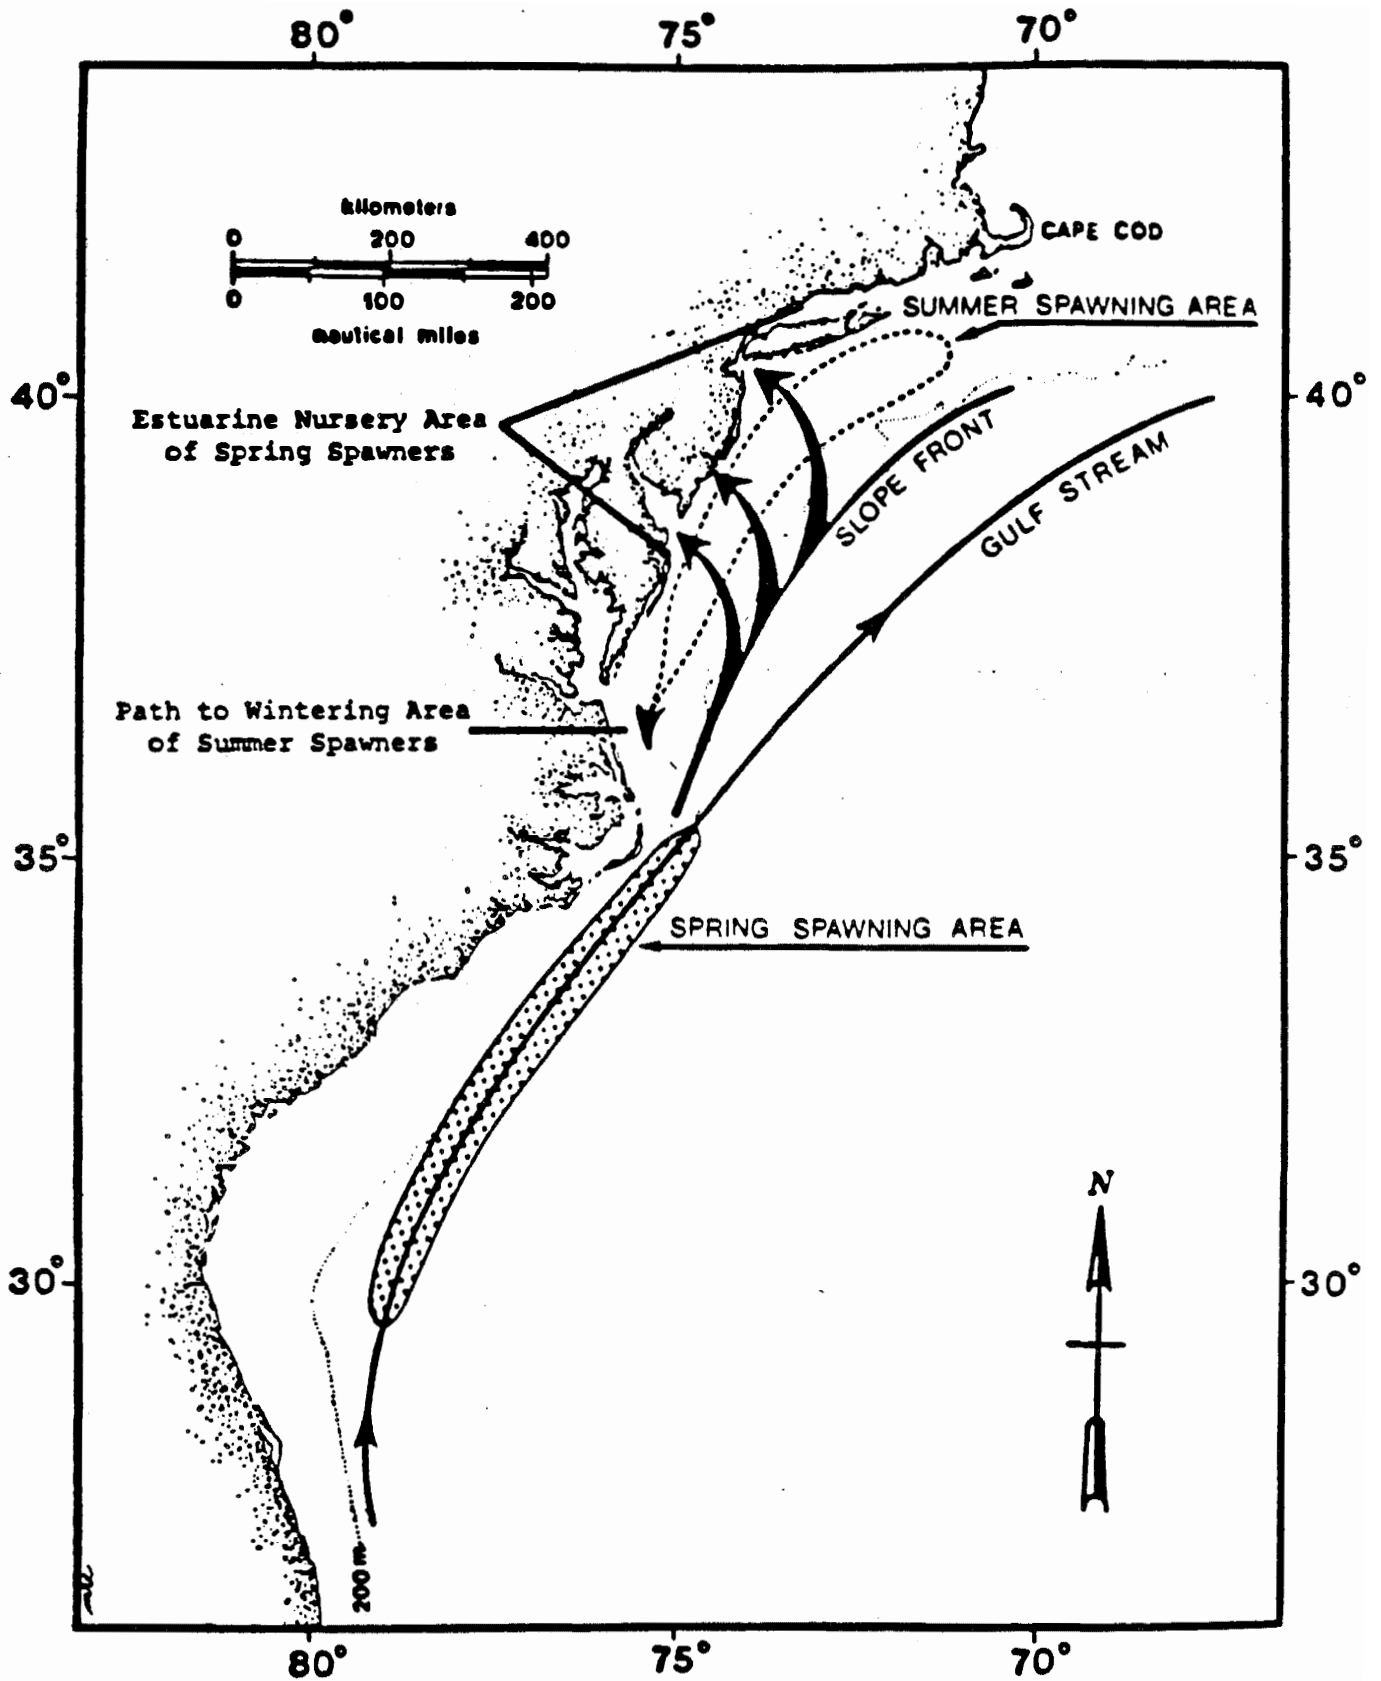 80° 75° 70°
kilometers
0 200 400
0 100 200
nautical miles
CAPE COD
SUMMER SPAWNING AREA
40° 40°
Estuarine Nursery Area
of Spring Spawners
SLOPE FRONT
GULF STREAM
Path to Wintering Area
of Summer Spawners
35° 35°
SPRING SPAWNING AREA
N
30° 30°
200m
80° 75° 70°